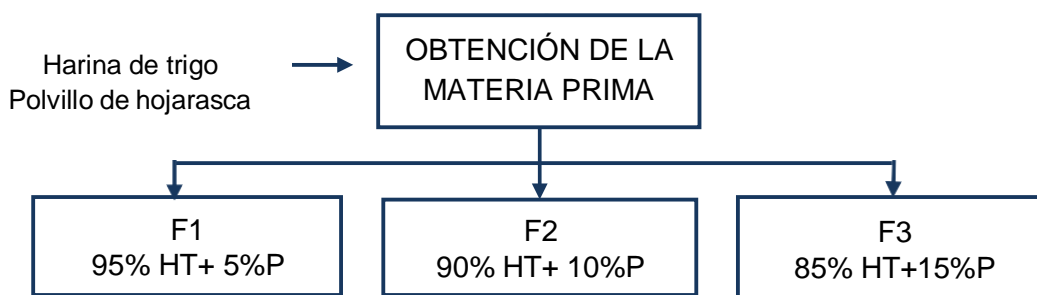 Harina de trigo
Polvillo de hojarasca
OBTENCIÓN DE LA
MATERIA PRIMA
F1
95% HT+ 5%P
F2
90% HT+ 10%P
F3
85% HT+15%P